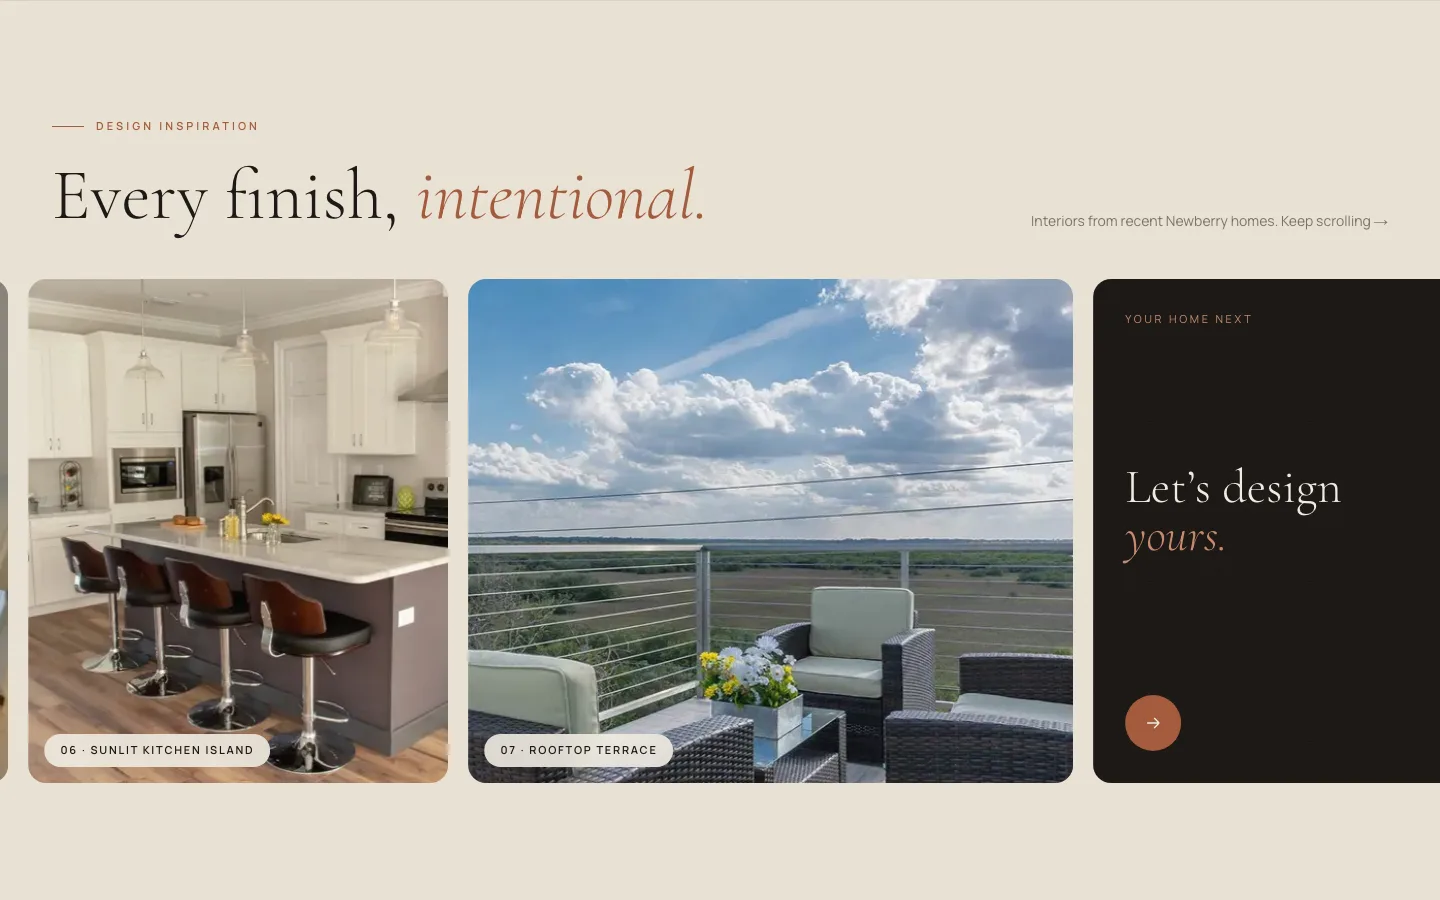 DESIGN INSPIRATION
Every finish, intentional.
Interiors from recent Newberry homes. Keep scrolling →
06 · SUNLIT KITCHEN ISLAND
07 · ROOFTOP TERRACE
YOUR HOME NEXT
Let’s design
yours.
→